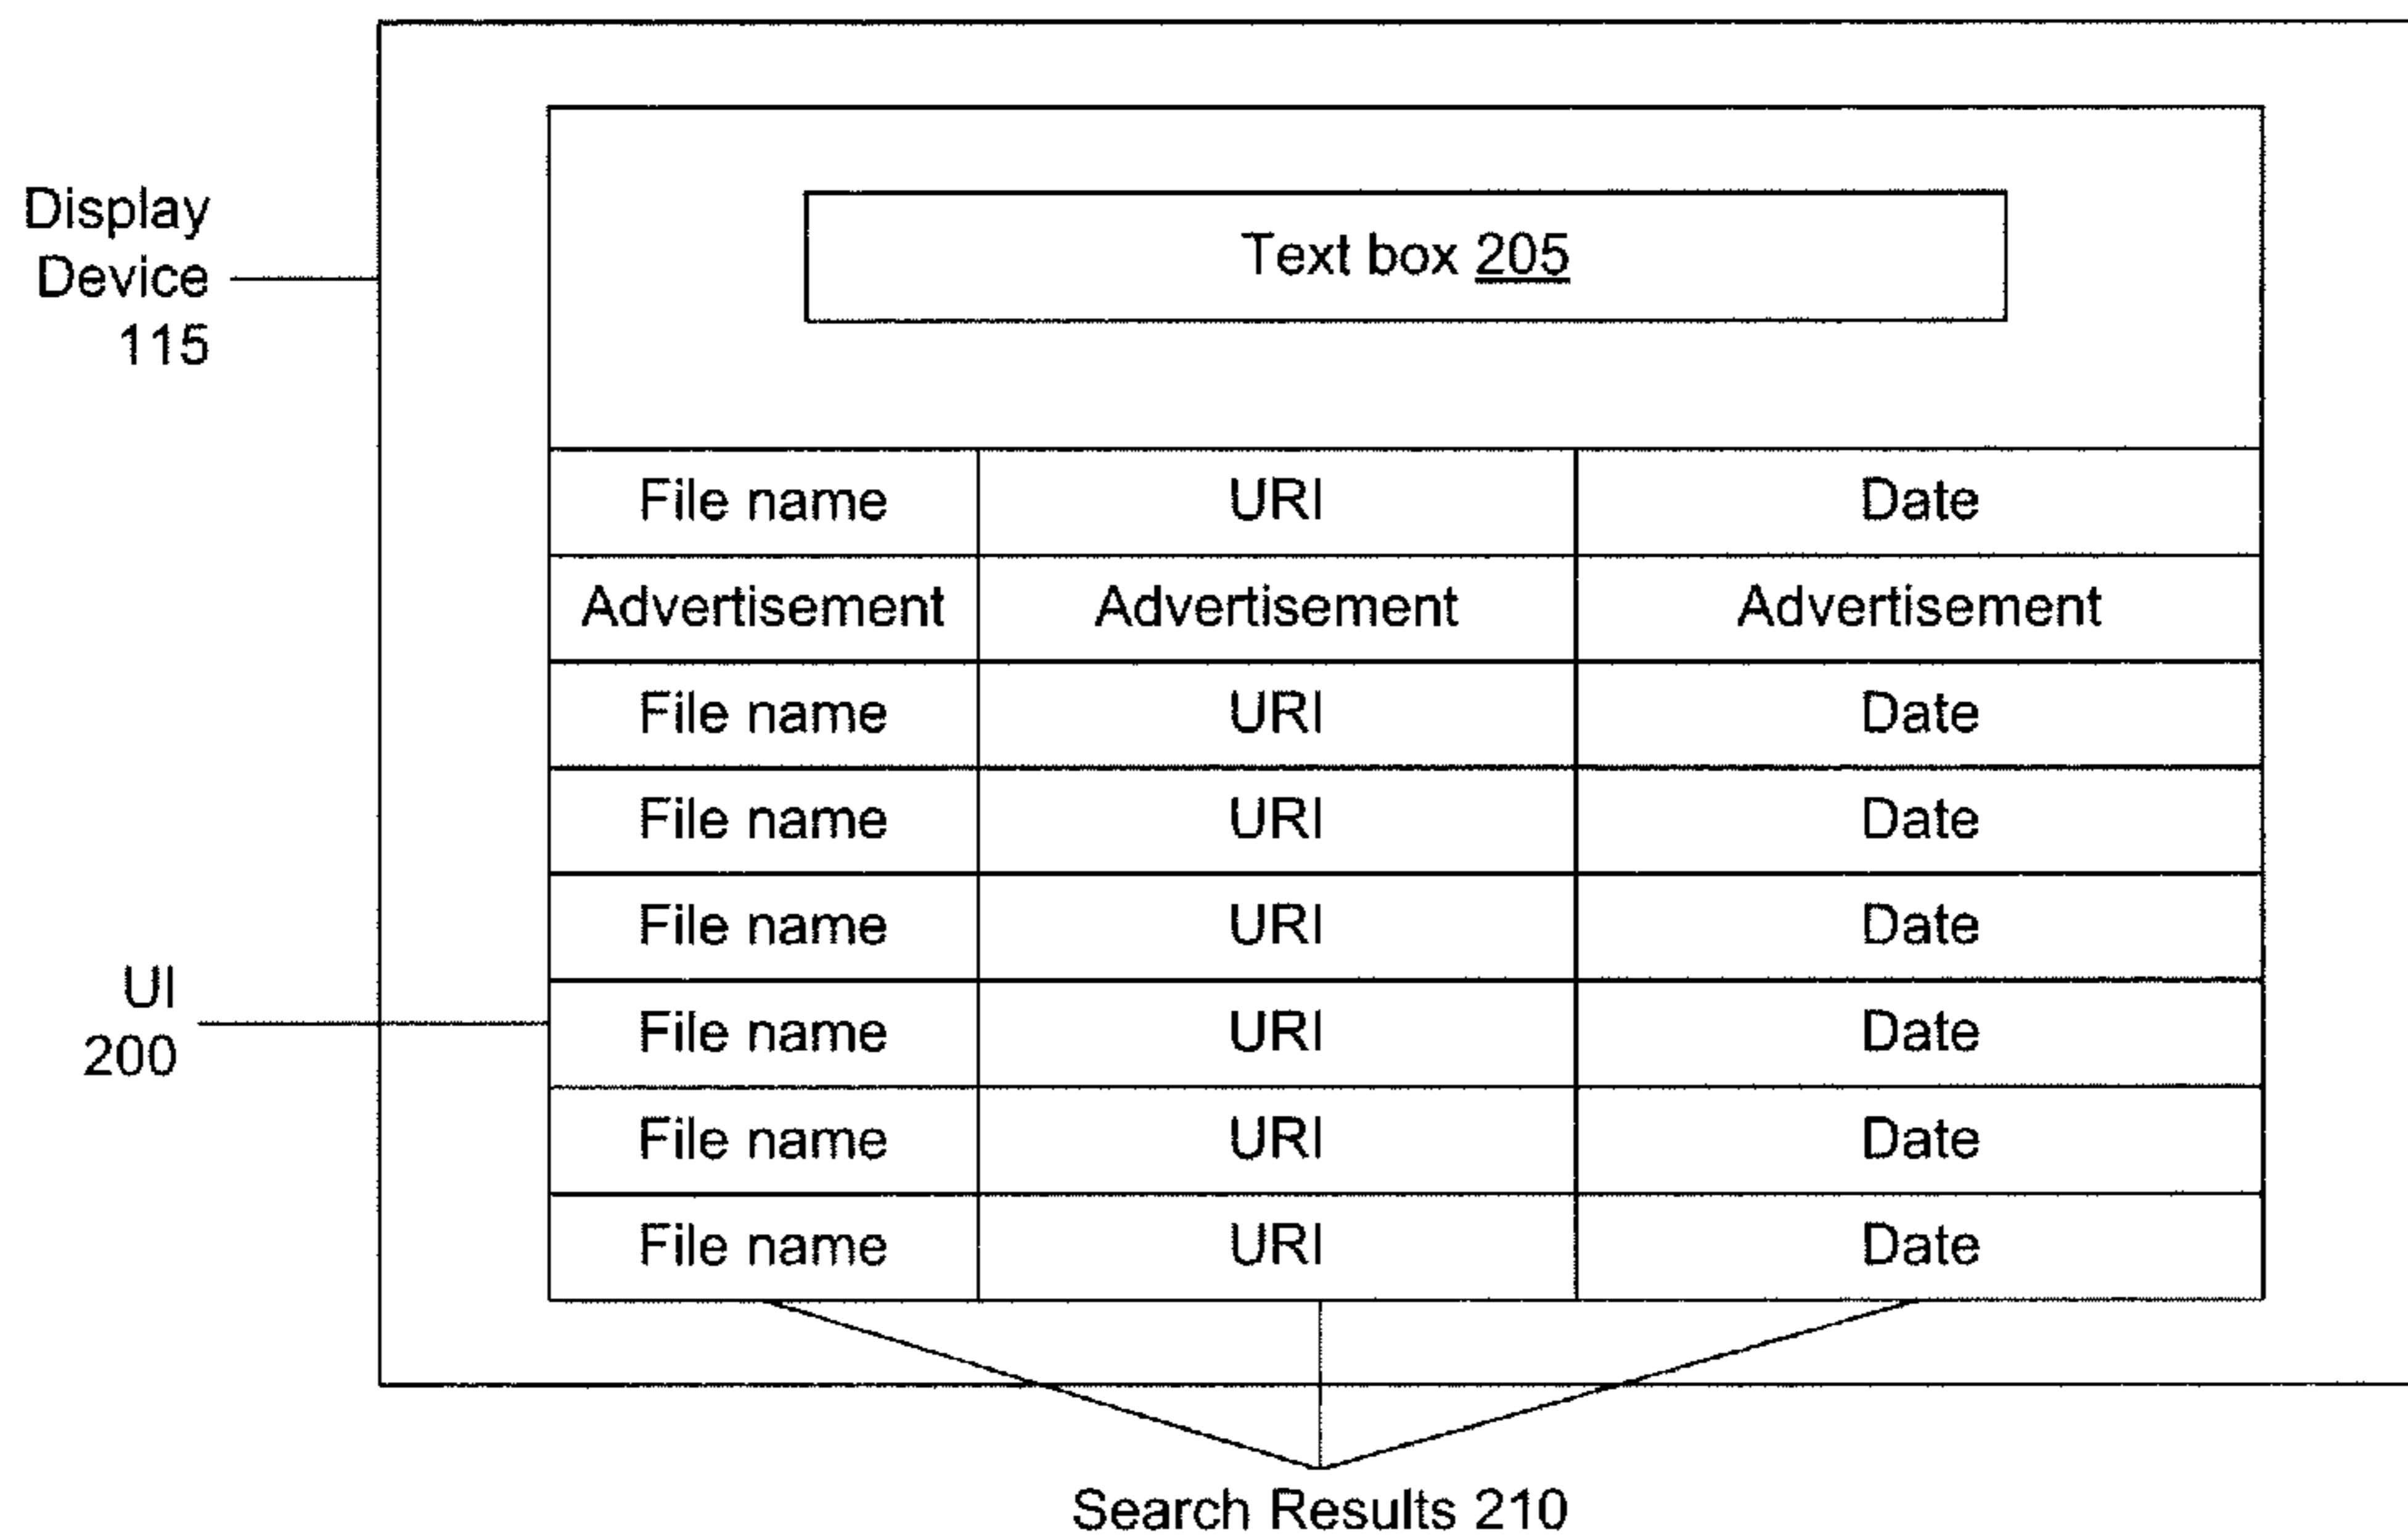 Display
Device
115
Text box 205
File name URI Date
Advertisement Advertisement Advertisement
File name URI Date
File name URI Date
File name URI Date
UI
200
File name URI Date
File name URI Date
File name URI Date
Search Results 210